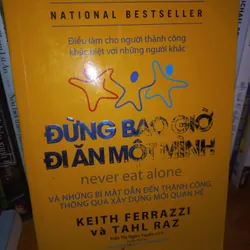 NATIONAL BESTSELLER
Điều làm cho người thành công
khác biệt với những người khác
ĐỪNG BAO GIỜ
ĐI ĂN MỘT MÌNH
never eat alone
VÀ NHỮNG BÍ MẬT DẪN ĐẾN THÀNH CÔNG,
THÔNG QUA XÂY DỰNG MỐI QUAN HỆ
KEITH FERRAZZI
và TAHL RAZ